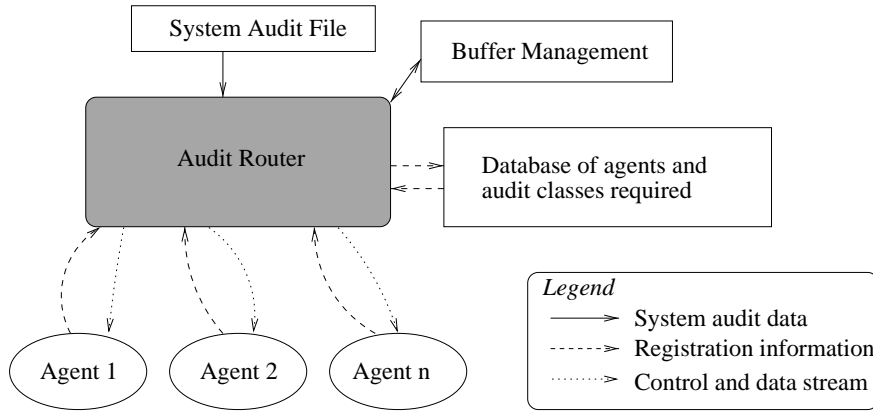 System Audit File
Buffer Management
Audit Router
Database of agents and
audit classes required
Agent 1
Agent 2
Agent n
Legend
System audit data
Registration information
Control and data stream